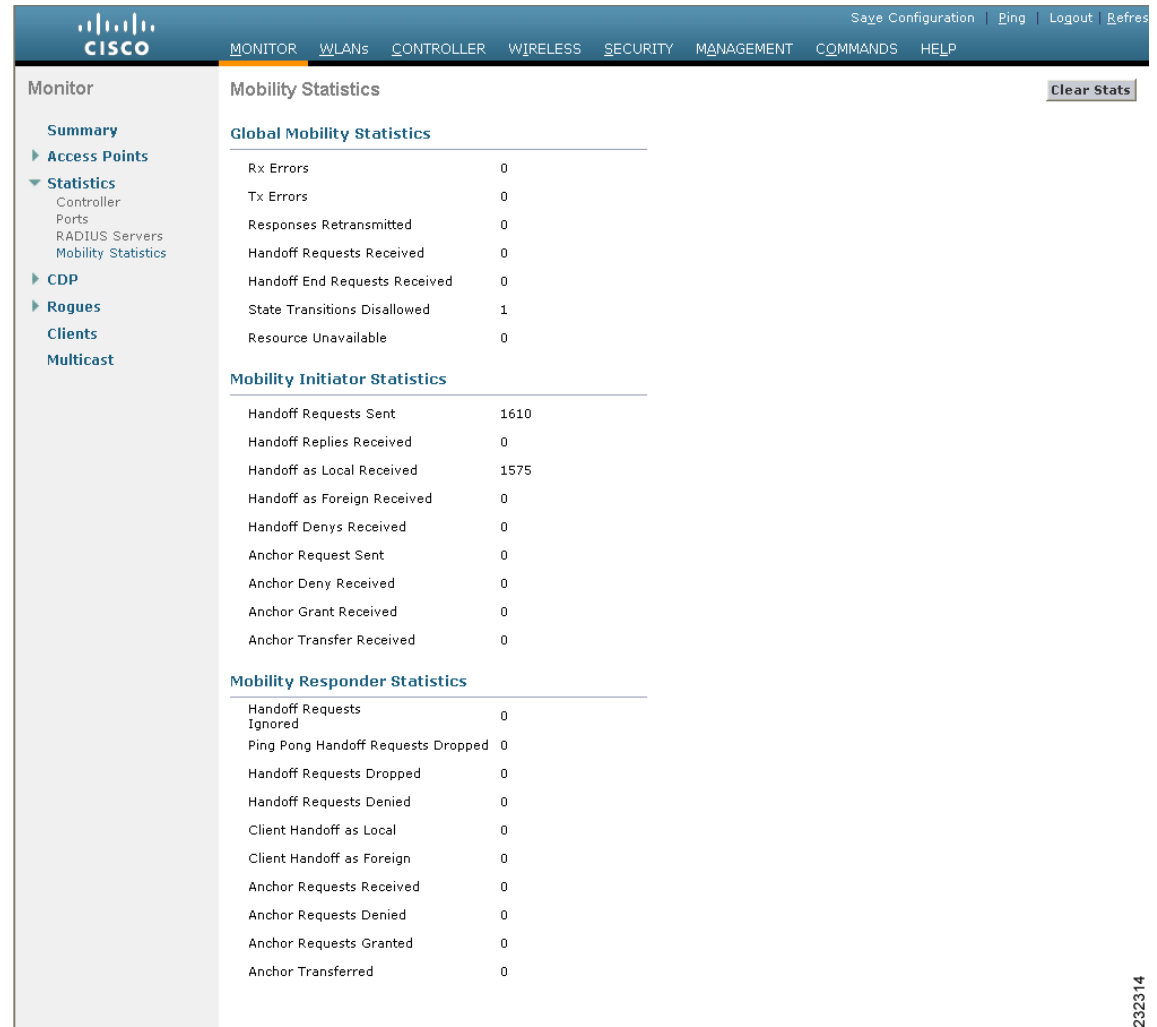 Save Configuration | Ping | Logout | Refres
CISCO
MONITOR WLANs CONTROLLER WIRELESS SECURITY MANAGEMENT COMMANDS HELP
Monitor
Summary
Access Points
Statistics
Controller
Ports
RADIUS Servers
Mobility Statistics
CDP
Rogues
Clients
Multicast
Mobility Statistics
Clear Stats
Global Mobility Statistics
Rx Errors 0
Tx Errors 0
Responses Retransmitted 0
Handoff Requests Received 0
Handoff End Requests Received 0
State Transitions Disallowed 1
Resource Unavailable 0
Mobility Initiator Statistics
Handoff Requests Sent 1610
Handoff Replies Received 0
Handoff as Local Received 1575
Handoff as Foreign Received 0
Handoff Denys Received 0
Anchor Request Sent 0
Anchor Deny Received 0
Anchor Grant Received 0
Anchor Transfer Received 0
Mobility Responder Statistics
Handoff Requests
Ignored 0
Ping Pong Handoff Requests Dropped 0
Handoff Requests Dropped 0
Handoff Requests Denied 0
Client Handoff as Local 0
Client Handoff as Foreign 0
Anchor Requests Received 0
Anchor Requests Denied 0
Anchor Requests Granted 0
Anchor Transferred 0
232314